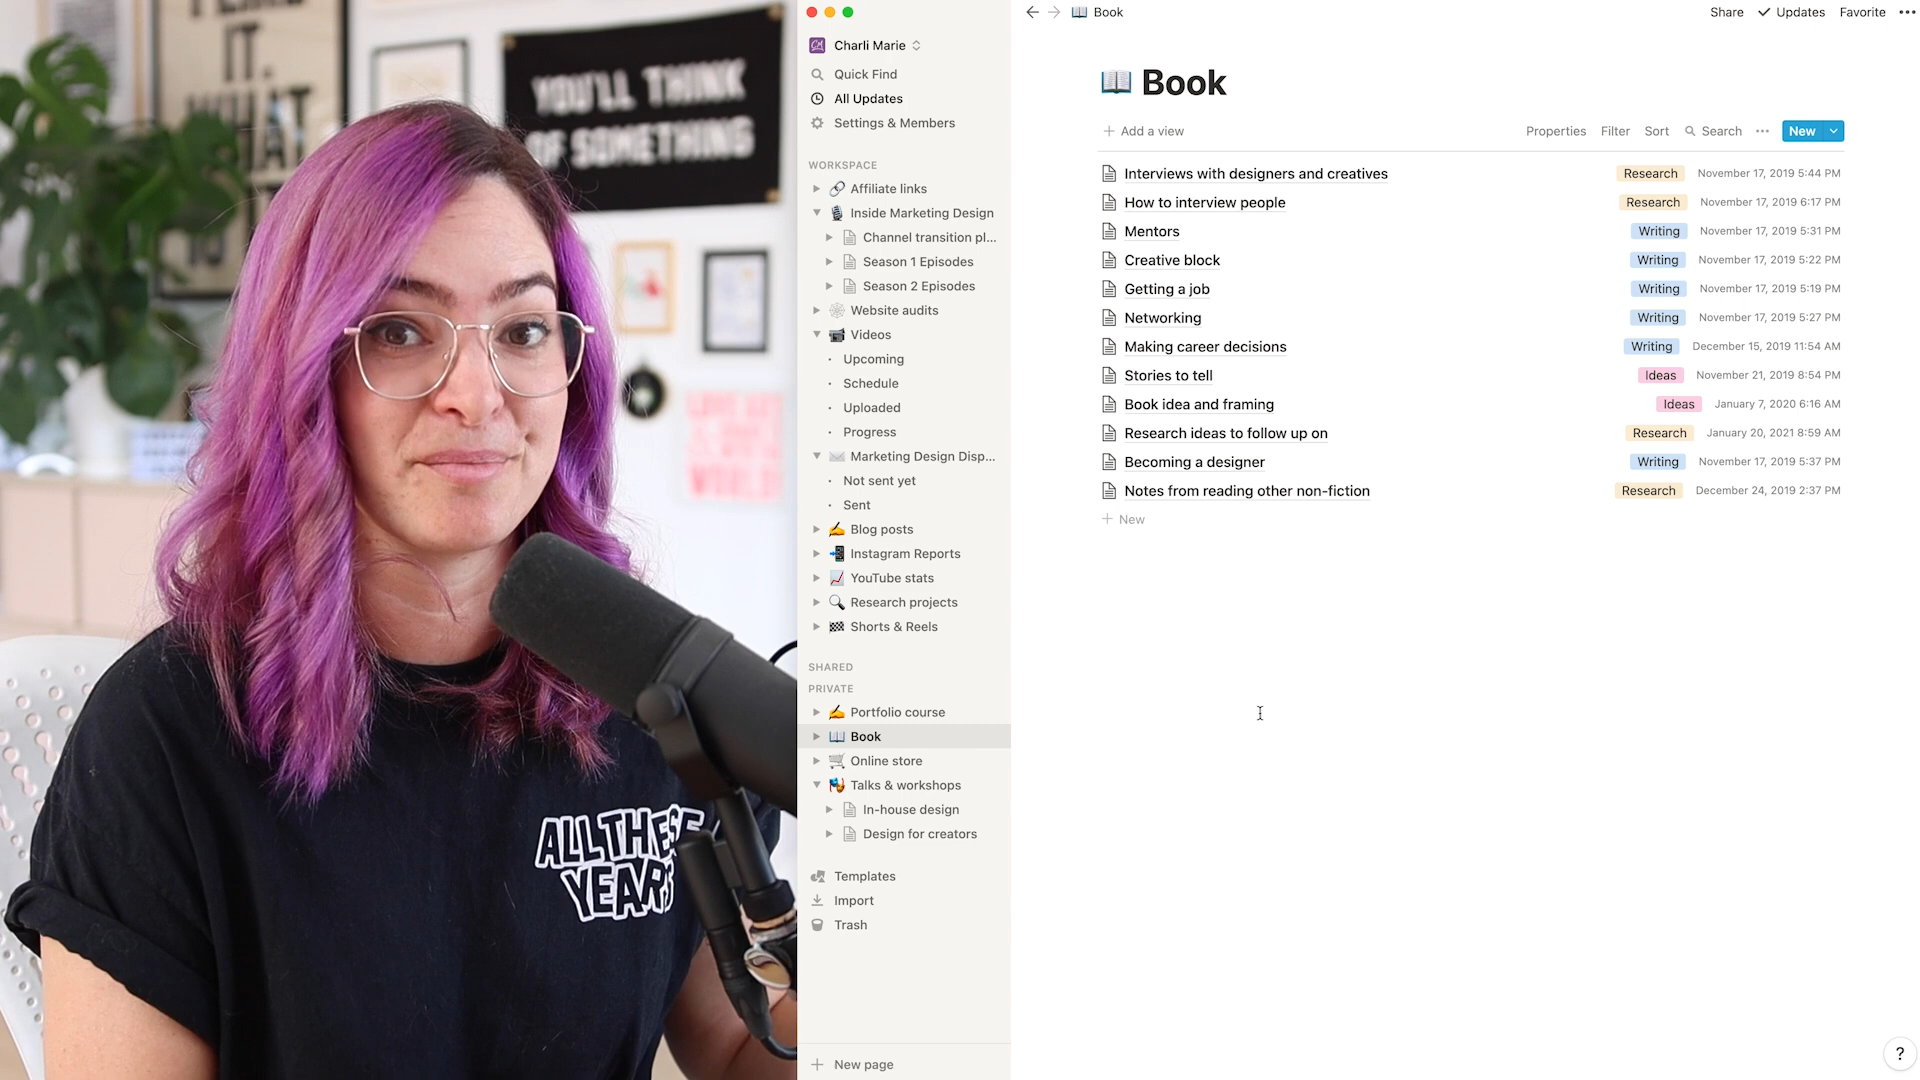 IT.
WHAT
YOU'LL THINK
OF SOMETHING
WORLD
ALL THESE
YEARS
Charli Marie
Quick Find
All Updates
Settings & Members
WORKSPACE
Affiliate links
Inside Marketing Design
Channel transition pl...
Season 1 Episodes
Season 2 Episodes
Website audits
Videos
Upcoming
Schedule
Uploaded
Progress
Marketing Design Disp...
Not sent yet
Sent
Blog posts
Instagram Reports
YouTube stats
Research projects
Shorts & Reels
SHARED
PRIVATE
Portfolio course
Book
Online store
Talks & workshops
In-house design
Design for creators
Templates
Import
Trash
New page
Book
Share Updates Favorite
Book
Add a view
Properties Filter Sort Search New
Interviews with designers and creatives Research November 17, 2019 5:44 PM
How to interview people Research November 17, 2019 6:17 PM
Mentors Writing November 17, 2019 5:31 PM
Creative block Writing November 17, 2019 5:22 PM
Getting a job Writing November 17, 2019 5:19 PM
Networking Writing November 17, 2019 5:27 PM
Making career decisions Writing December 15, 2019 11:54 AM
Stories to tell Ideas November 21, 2019 8:54 PM
Book idea and framing Ideas January 7, 2020 6:16 AM
Research ideas to follow up on Research January 20, 2021 8:59 AM
Becoming a designer Writing November 17, 2019 5:37 PM
Notes from reading other non-fiction Research December 24, 2019 2:37 PM
New
?